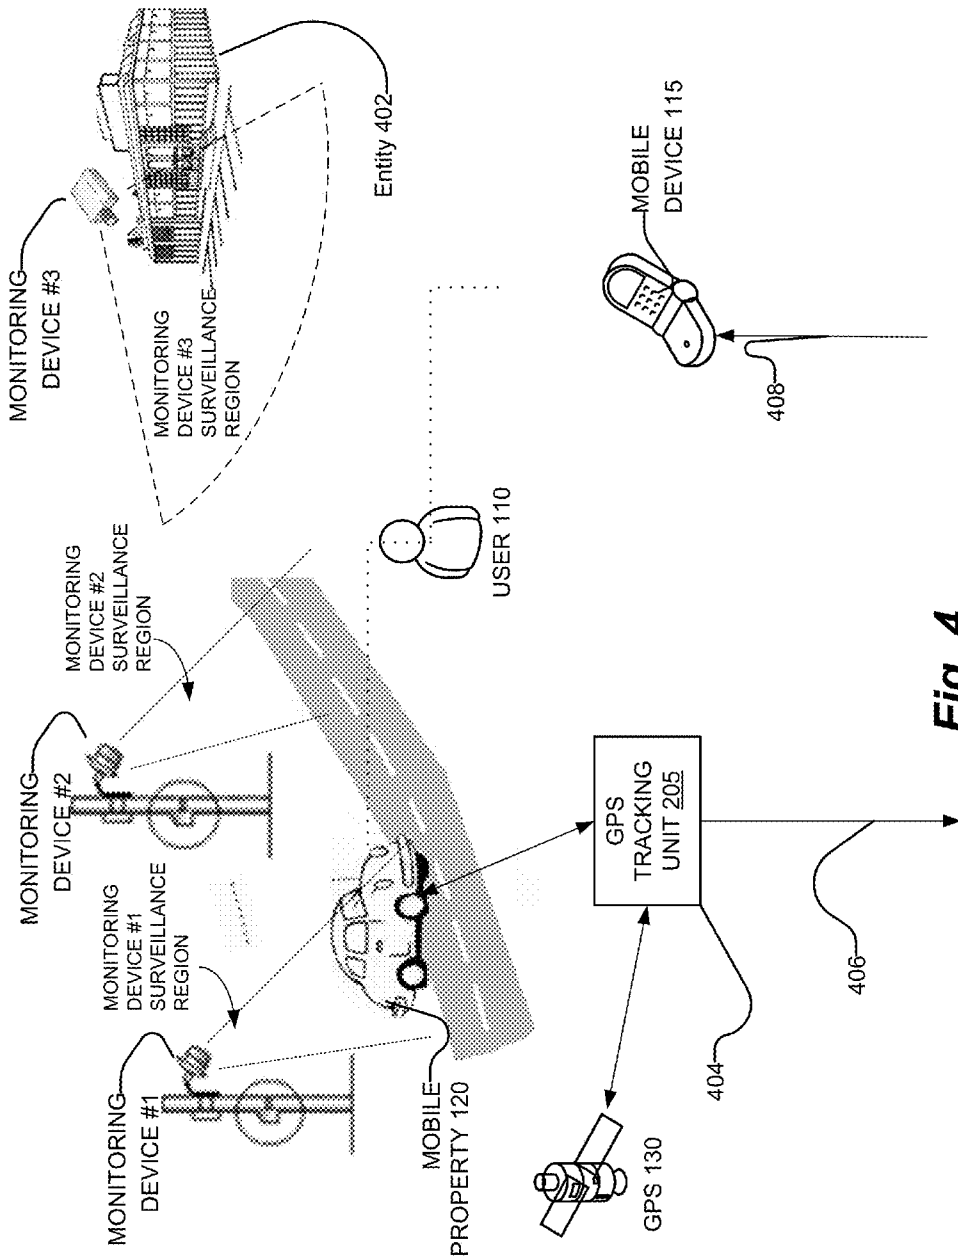 MONITORING
DEVICE #1
MONITORING
DEVICE #1
SURVEILLANCE
REGION
MONITORING
DEVICE #2
MONITORING
DEVICE #2
SURVEILLANCE
REGION
MONITORING
DEVICE #3
MONITORING
DEVICE #3
SURVEILLANCE
REGION
Entity 402
MOBILE
PROPERTY 120
USER 110
MOBILE
DEVICE 115
GPS 130
404
GPS
TRACKING
UNIT 205
406
408
Fig. 4